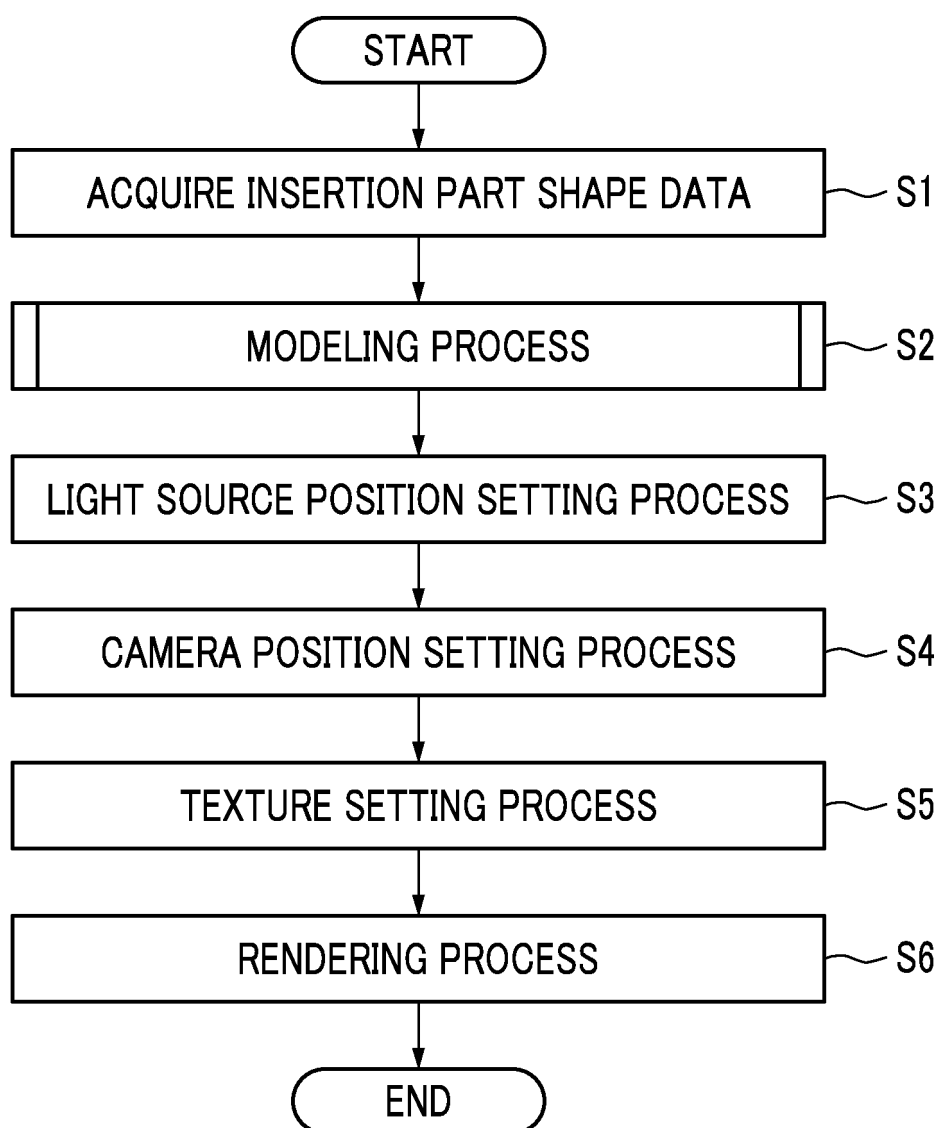 START
ACQUIRE INSERTION PART SHAPE DATA S1
MODELING PROCESS S2
LIGHT SOURCE POSITION SETTING PROCESS S3
CAMERA POSITION SETTING PROCESS S4
TEXTURE SETTING PROCESS S5
RENDERING PROCESS S6
END